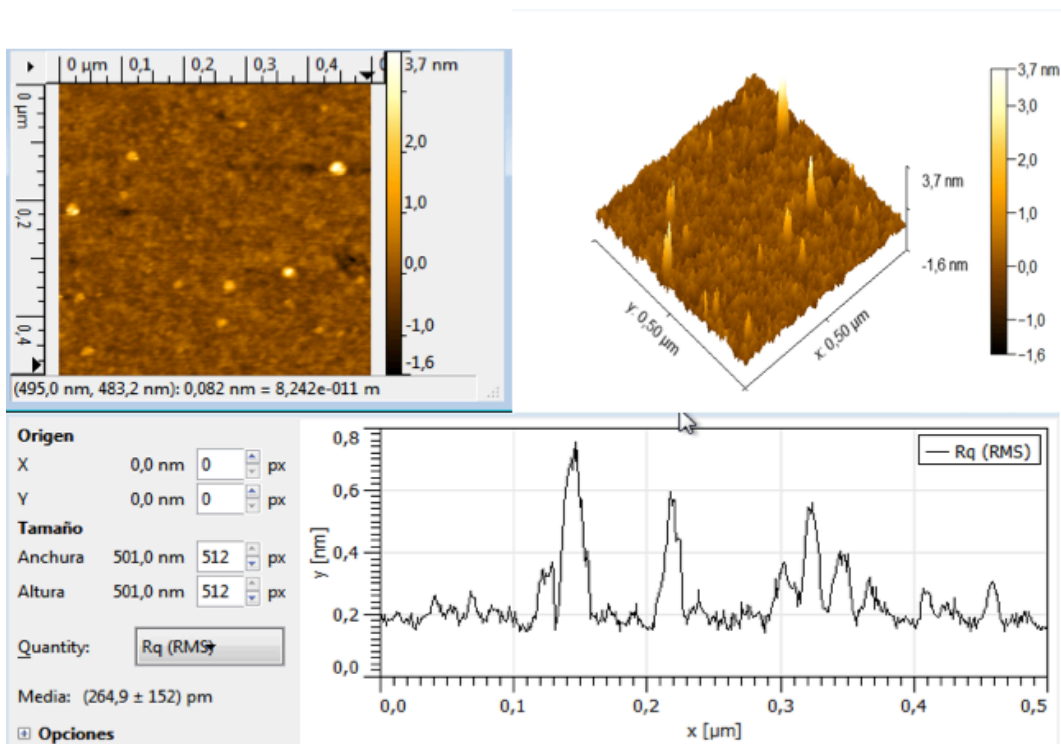 0 µm 0,1 0,2 0,3 0,4
3,7 nm
2,0
1,0
0,0
-1,0
-1,6
0 µm
0,2
0,4
(495,0 nm, 483,2 nm): 0,082 nm = 8,242e-011 m
3,7 nm
-1,6 nm
y: 0,50 µm
x: 0,50 µm
3,7 nm
3,0
2,0
1,0
0,0
-1,0
-1,6
Origen
X 0,0 nm 0 px
Y 0,0 nm 0 px
Tamaño
Anchura 501,0 nm 512 px
Altura 501,0 nm 512 px
Quantity: Rq (RMS)
Media: (264,9 ± 152) pm
Opciones
Rq (RMS)
y [nm]
0,8
0,6
0,4
0,2
0,0
0,0 0,1 0,2 0,3 0,4 0,5
x [µm]